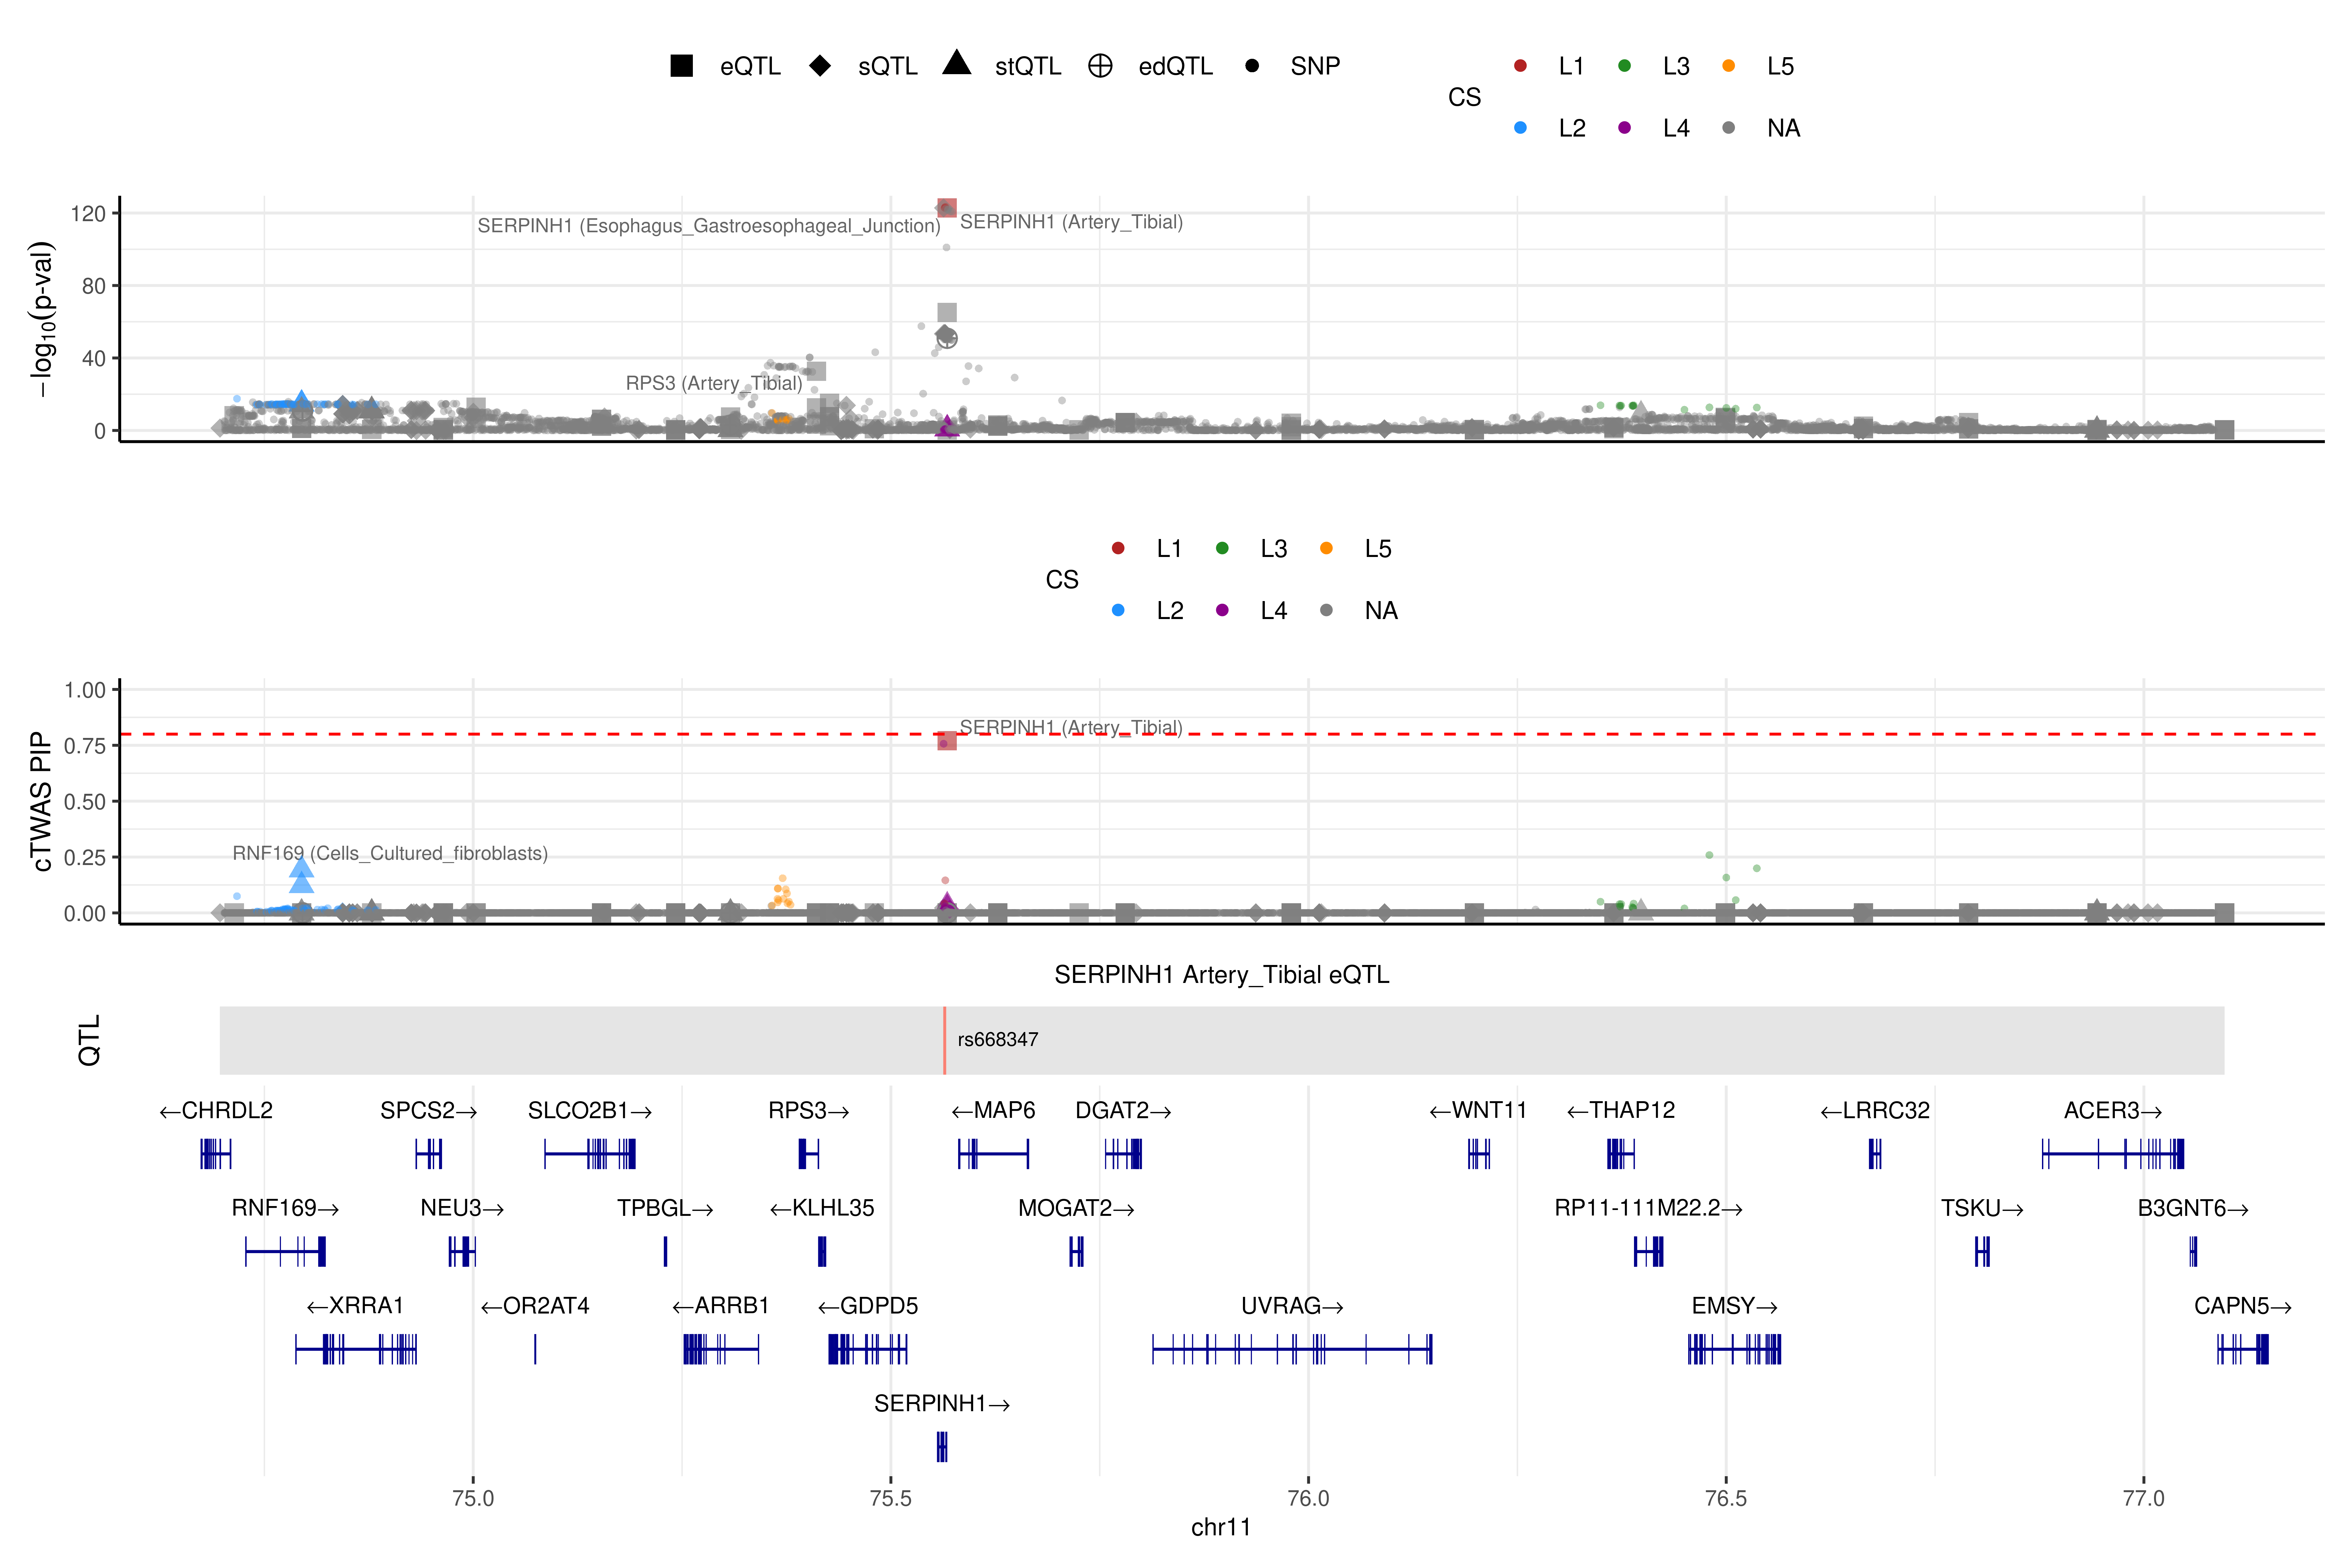 eQTL sQTL stQTL edQTL SNP
CS
L1 L3 L5
L2 L4 NA
−log10(p-val)
120
80
40
0
SERPINH1 (Esophagus_Gastroesophageal_Junction)
SERPINH1 (Artery_Tibial)
RPS3 (Artery_Tibial)
CS
L1 L3 L5
L2 L4 NA
cTWAS PIP
1.00
0.75
0.50
0.25
0.00
SERPINH1 (Artery_Tibial)
RNF169 (Cells_Cultured_fibroblasts)
SERPINH1 Artery_Tibial eQTL
QTL
rs668347
←CHRDL2 SPCS2→ SLCO2B1→ RPS3→ ←MAP6 DGAT2→ ←WNT11 ←THAP12 ←LRRC32 ACER3→
RNF169→ NEU3→ TPBGL→ ←KLHL35 MOGAT2→ RP11-111M22.2→ TSKU→ B3GNT6→
←XRRA1 ←OR2AT4 ←ARRB1 ←GDPD5 UVRAG→ EMSY→ CAPN5→
SERPINH1→
75.0 75.5 76.0 76.5 77.0
chr11